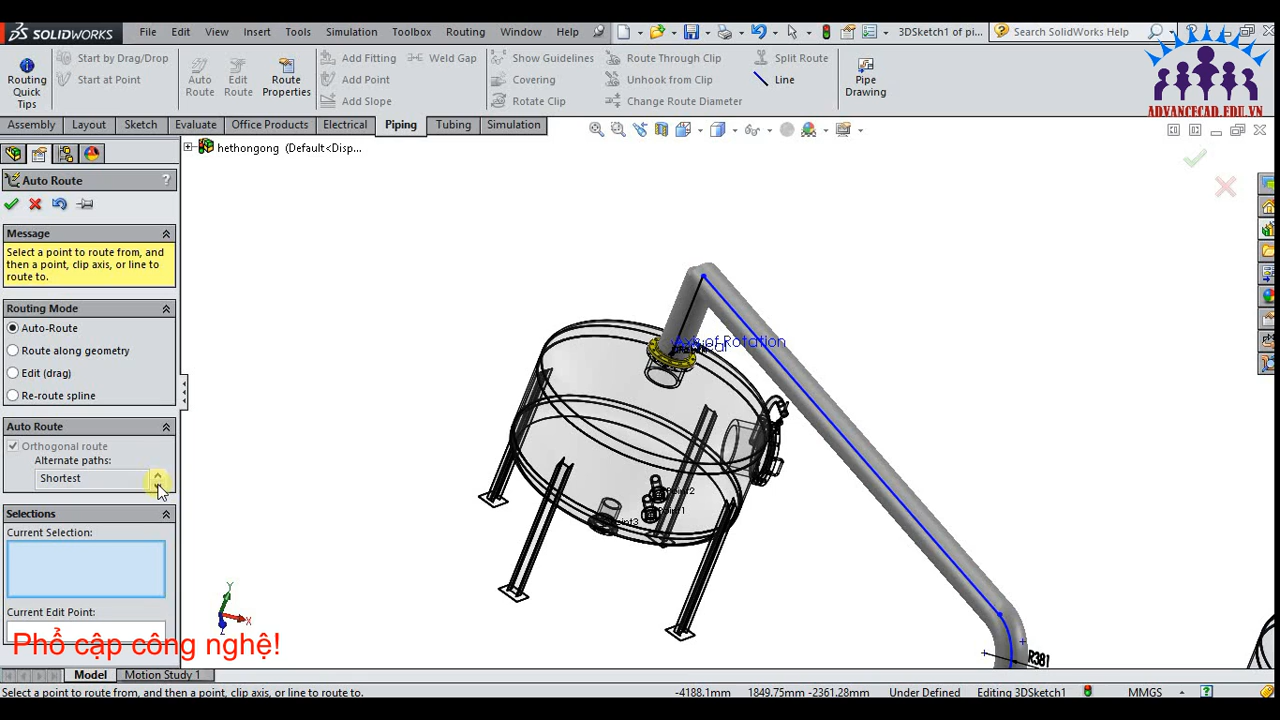 SOLIDWORKS File Edit View Insert Tools Simulation Toolbox Routing Window Help 3DSketch1 of pi... Search SolidWorks Help
Routing Quick Tips
Start by Drag/Drop
Start at Point
Auto Route
Edit Route
Route Properties
Add Fitting
Weld Gap
Add Point
Add Slope
Show Guidelines
Covering
Rotate Clip
Route Through Clip
Unhook from Clip
Change Route Diameter
Split Route
Line
Pipe Drawing
ADVANCECAD.EDU.VN
Assembly Layout Sketch Evaluate Office Products Electrical Piping Tubing Simulation
hethongong (Default<Disp...
Auto Route ?
Message
Select a point to route from, and
then a point, clip axis, or line to
route to.
Routing Mode
Auto-Route
Route along geometry
Edit (drag)
Re-route spline
Auto Route
Orthogonal route
Alternate paths:
Shortest
Selections
Current Selection:
Current Edit Point:
Axis of Rotation
Point2
Point1
R381
Y
X
Z
Phổ cập công nghệ!
Model Motion Study 1
Select a point to route from, and then a point, clip axis, or line to route to. -4188.1mm 1849.75mm -2361.28mm Under Defined Editing 3DSketch1 MMGS